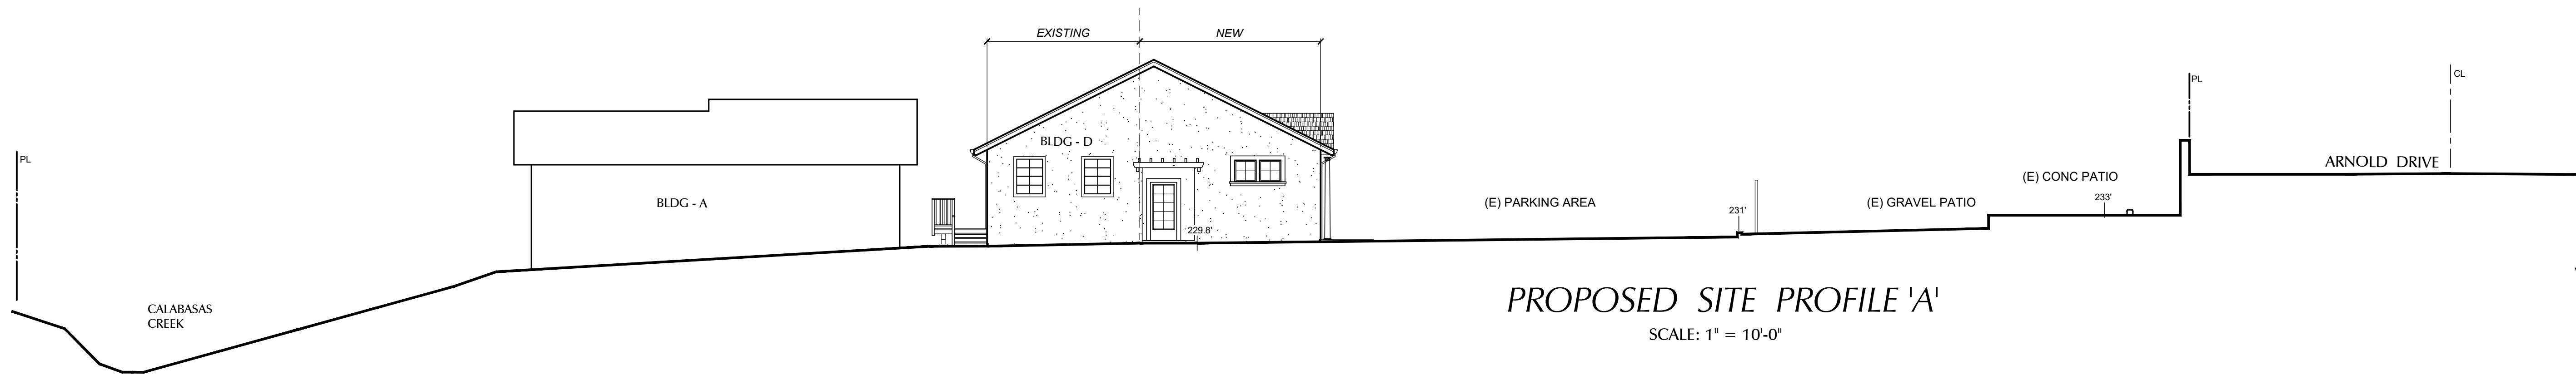 EXISTING
NEW
PL
CL
PL
BLDG - D
ARNOLD DRIVE
(E) CONC PATIO
233'
BLDG - A
(E) PARKING AREA
231'
(E) GRAVEL PATIO
229.8'
CALABASAS
CREEK
PROPOSED SITE PROFILE 'A'
SCALE: 1" = 10'-0"